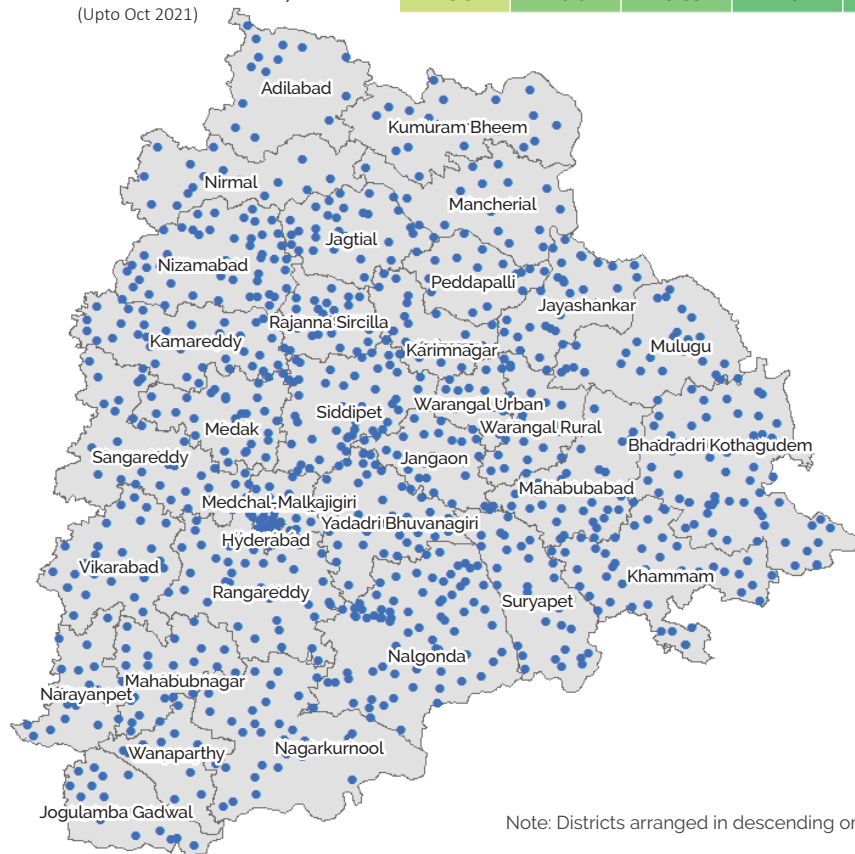 (Upto Oct 2021)
Adilabad
Kumuram Bheem
Nirmal
Mancherial
Jagtial
Nizamabad
Peddapalli
Jayashankar
Rajanna Sircilla
Kamareddy
Karimnagar
Mulugu
Siddipet
Warangal Urban
Medak
Warangal Rural
Bhadradri Kothagudem
Sangareddy
Jangaon
Mahabubabad
Medchal-Malkajigiri
Yadadri Bhuvanagiri
Hyderabad
Vikarabad
Khammam
Rangareddy
Suryapet
Nalgonda
Mahabubnagar
Narayanpet
Nagarkurnool
Wanaparthy
Jogulamba Gadwal
Note: Districts arranged in descending or